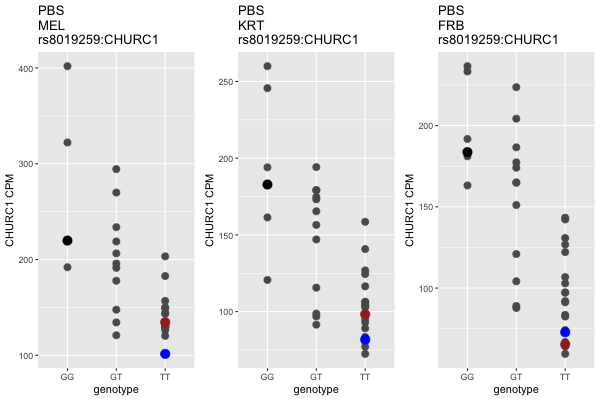 PBS
MEL
rs8019259:CHURC1
400
300
200
100
CHURC1 CPM
GG
GT
TT
genotype
PBS
KRT
rs8019259:CHURC1
250
200
150
100
CHURC1 CPM
GG
GT
TT
genotype
PBS
FRB
rs8019259:CHURC1
200
150
100
CHURC1 CPM
GG
GT
TT
genotype